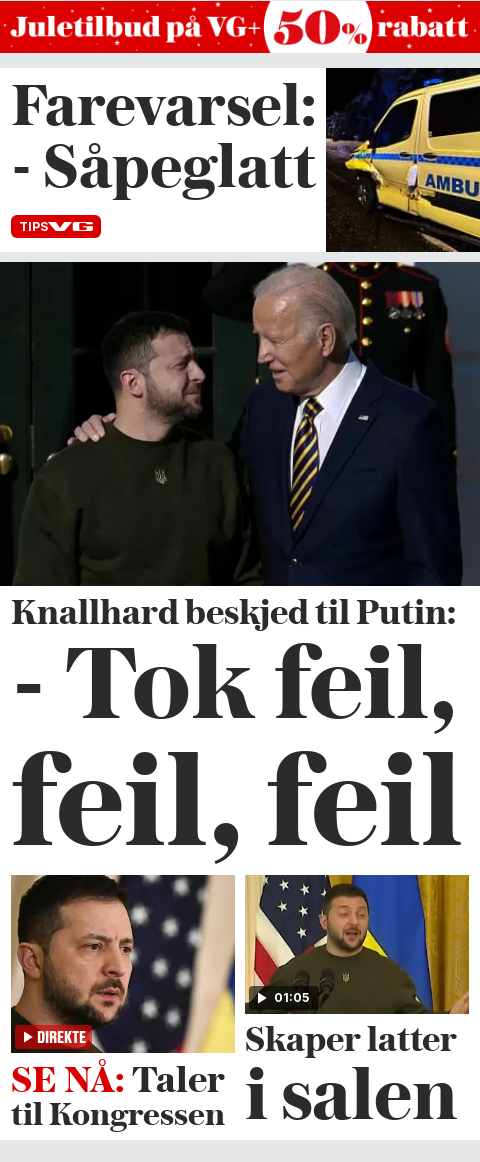 Juletilbud på VG+ 50% rabatt
Farevarsel:
- Såpeglatt
TIPS VG
AMBU
Knallhard beskjed til Putin:
- Tok feil,
feil, feil
DIREKTE
SE NÅ: Taler
til Kongressen
01:05
Skaper latter
i salen